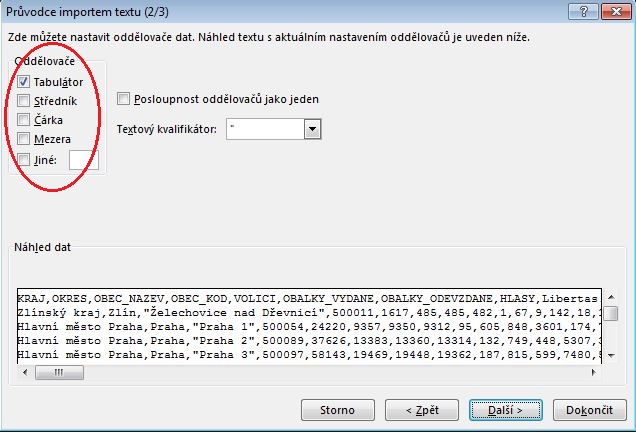 Průvodce importem textu (2/3)
Zde můžete nastavit oddělovače dat. Náhled textu s aktuálním nastavením oddělovačů je uveden níže.
Oddělovače
Tabulátor
Středník
Čárka
Mezera
Jiné:
Posloupnost oddělovačů jako jeden
Textový kvalifikátor: "
Náhled dat
KRAJ,OKRES,OBEC_NAZEV,OBEC_KOD,VOLICI,OBALKY_VYDANE,OBALKY_ODEVZDANE,HLASY,Libertas
Zlínský kraj,Zlín,"Želechovice nad Dřevnicí",500011,1617,485,485,482,1,67,9,142,18,1
Hlavní město Praha,Praha,"Praha 1",500054,24220,9357,9350,9312,95,605,848,3601,174,7
Hlavní město Praha,Praha,"Praha 2",500089,37626,13383,13360,13314,132,749,448,5307,3
Hlavní město Praha,Praha,"Praha 3",500097,58143,19469,19448,19362,187,815,599,7480,8
Storno
< Zpět
Další >
Dokončit